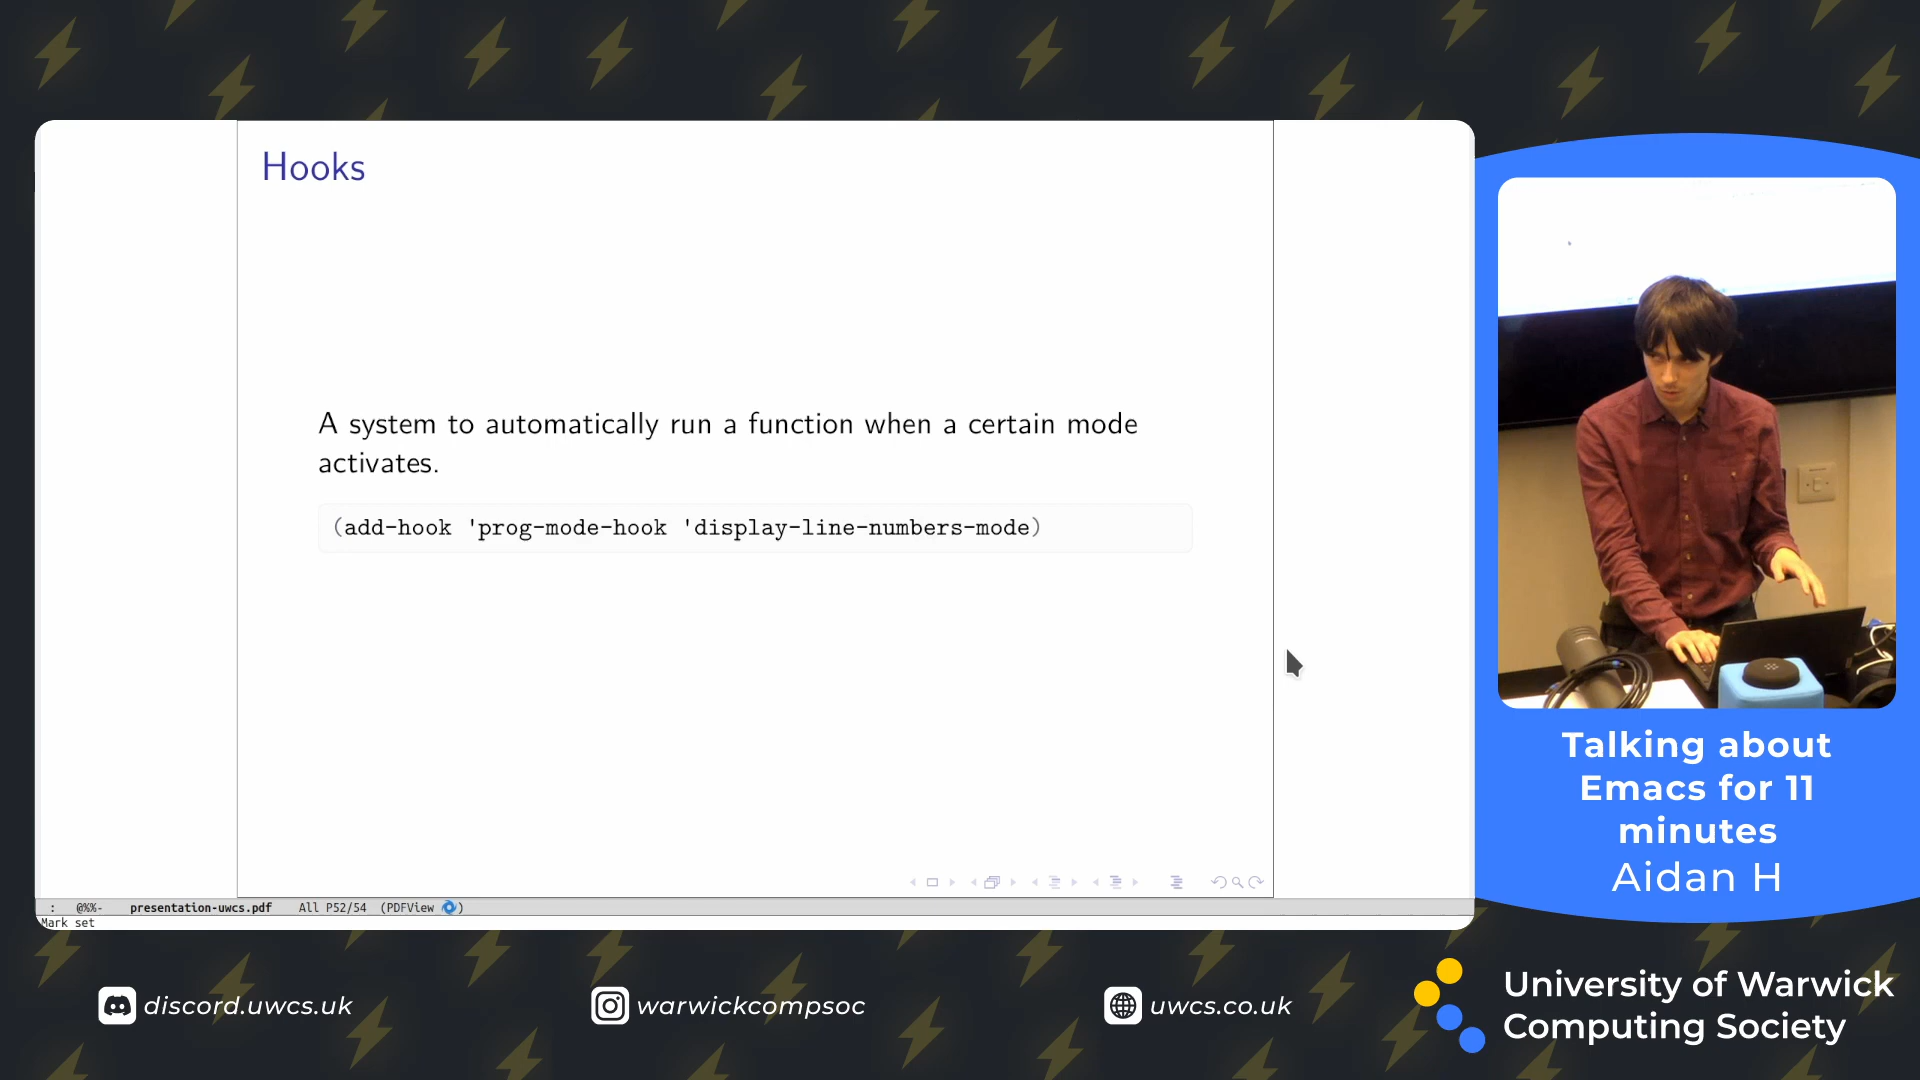 Hooks
A system to automatically run a function when a certain mode
activates.
(add-hook 'prog-mode-hook 'display-line-numbers-mode)
: @%%- presentation-uwcs.pdf All P52/54 (PDFView )
Mark set
Talking about
Emacs for 11
minutes
Aidan H
discord.uwcs.uk
warwickcompsoc
uwcs.co.uk
University of Warwick
Computing Society